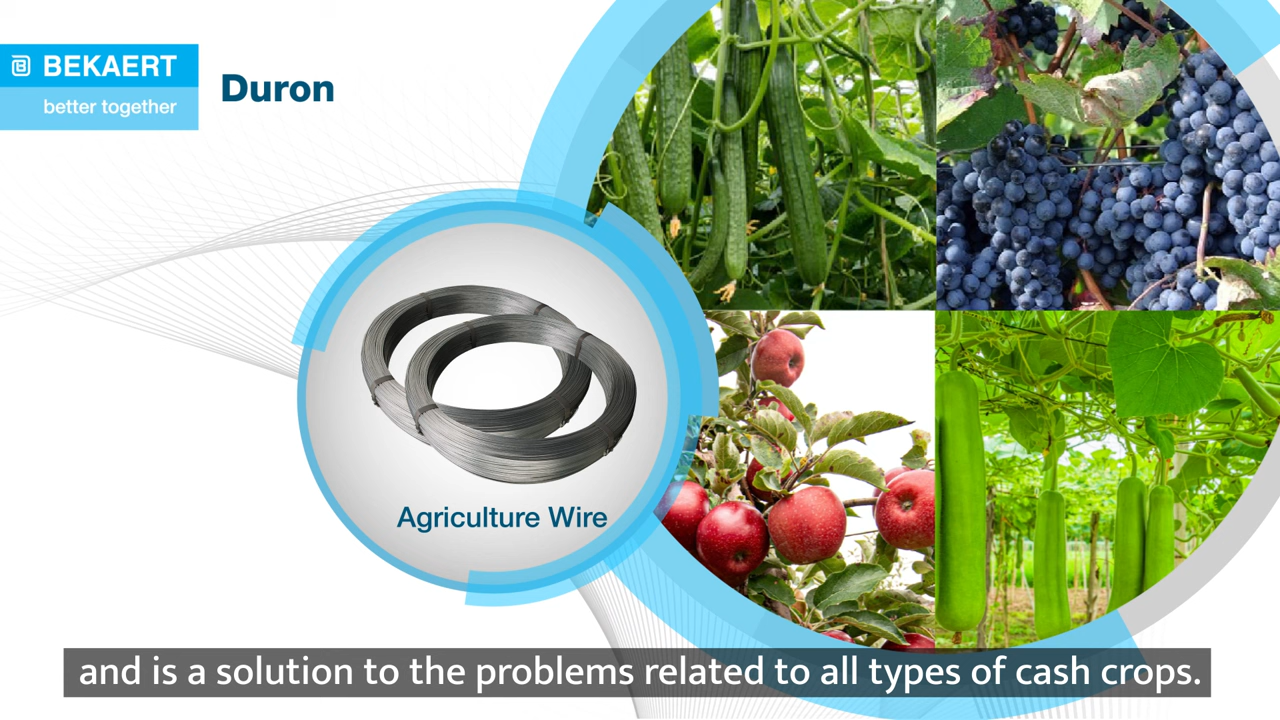 BEKAERT
better together
Duron
Agriculture Wire
and is a solution to the problems related to all types of cash crops.